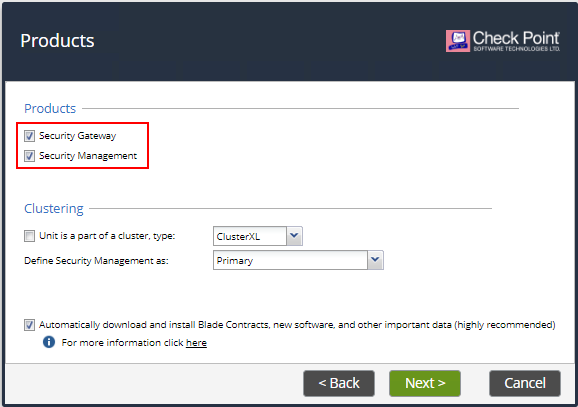 Products
Check Point
SOFTWARE TECHNOLOGIES LTD.
Products
Security Gateway
Security Management
Clustering
Unit is a part of a cluster, type: ClusterXL
Define Security Management as: Primary
Automatically download and install Blade Contracts, new software, and other important data (highly recommended)
For more information click here
< Back Next > Cancel